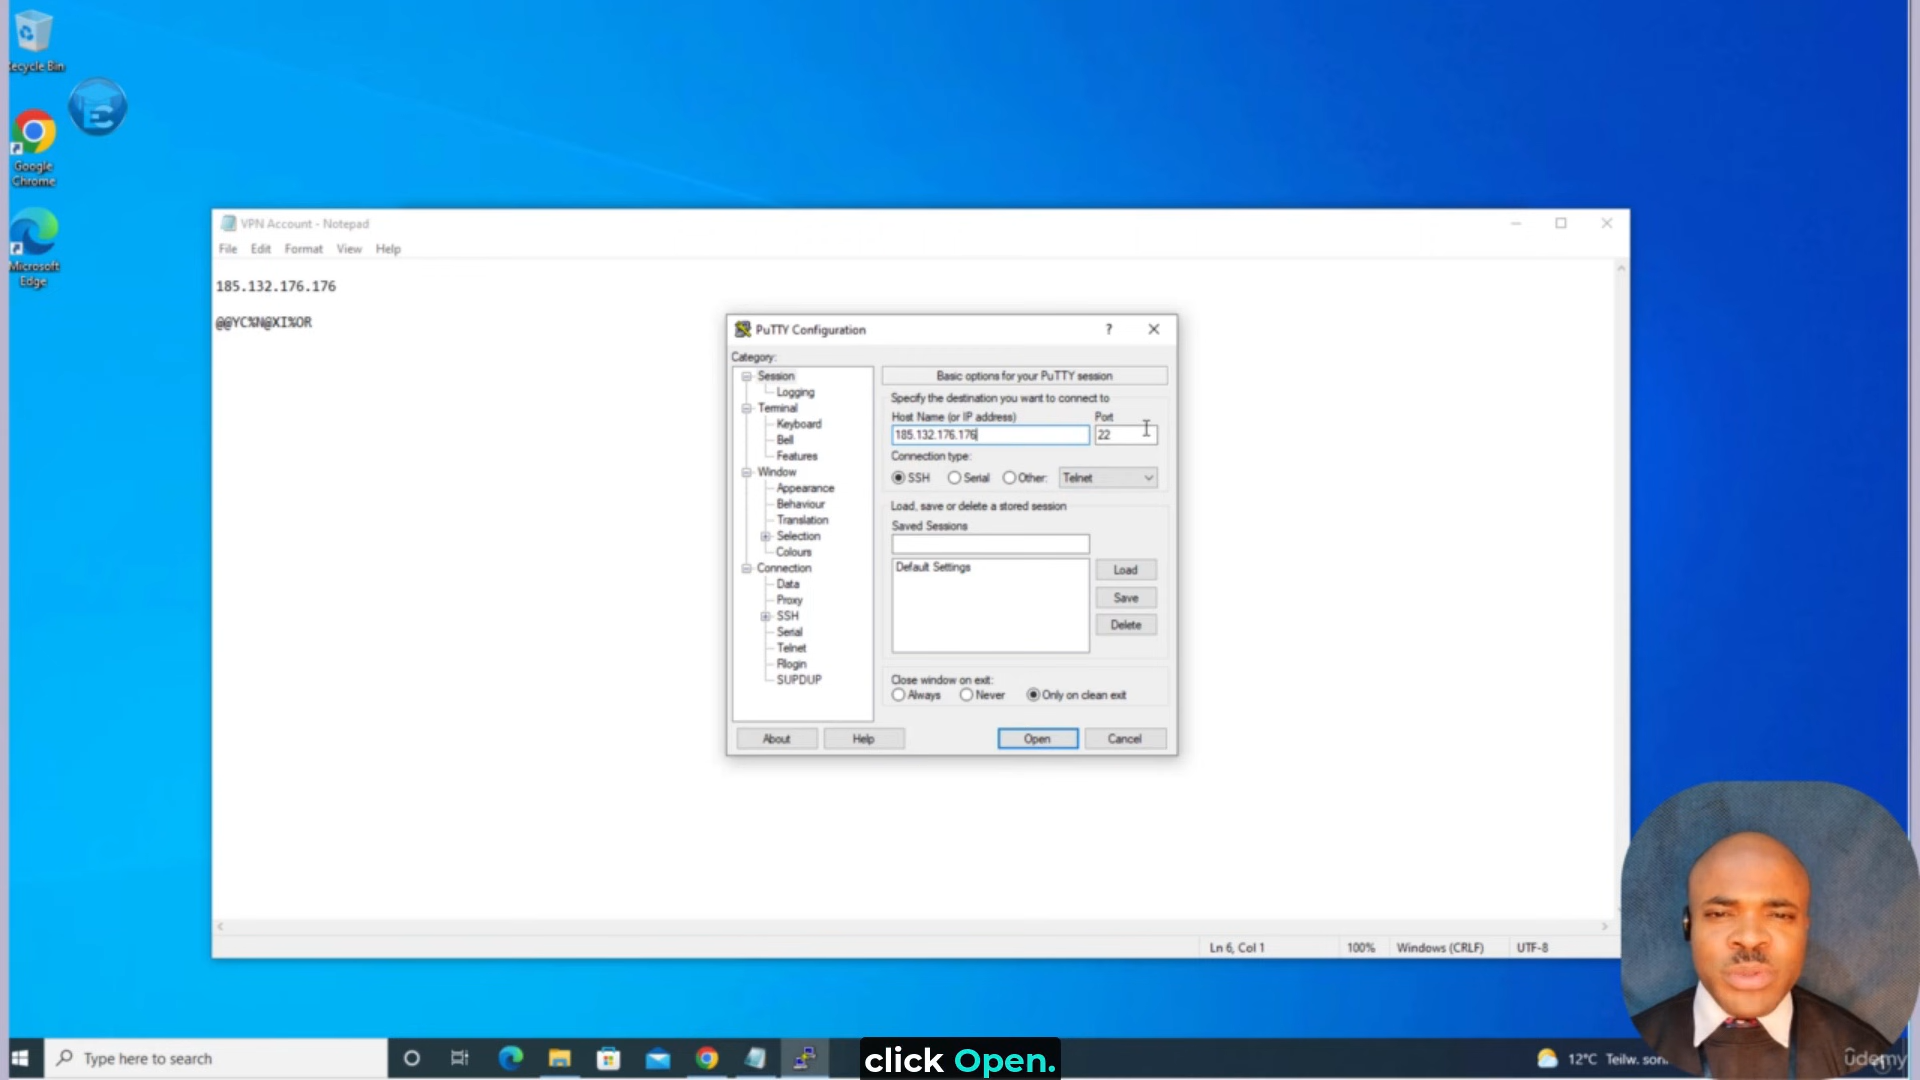 Recycle Bin
Google
Chrome
Microsoft
Edge
VPN Account - Notepad
File Edit Format View Help
185.132.176.176
@@YC%N@XI%OR
PuTTY Configuration
?
Category:
Session
Logging
Terminal
Keyboard
Bell
Features
Window
Appearance
Behaviour
Translation
Selection
Colours
Connection
Data
Proxy
SSH
Serial
Telnet
Rlogin
SUPDUP
Basic options for your PuTTY session
Specify the destination you want to connect to
Host Name (or IP address) Port
185.132.176.176 22
Connection type:
SSH Serial Other: Telnet
Load, save or delete a stored session
Saved Sessions
Default Settings
Load
Save
Delete
Close window on exit:
Always Never Only on clean exit
About Help Open Cancel
Ln 6, Col 1 100% Windows (CRLF) UTF-8
Type here to search
click Open.
12°C Teilw. son
udemy